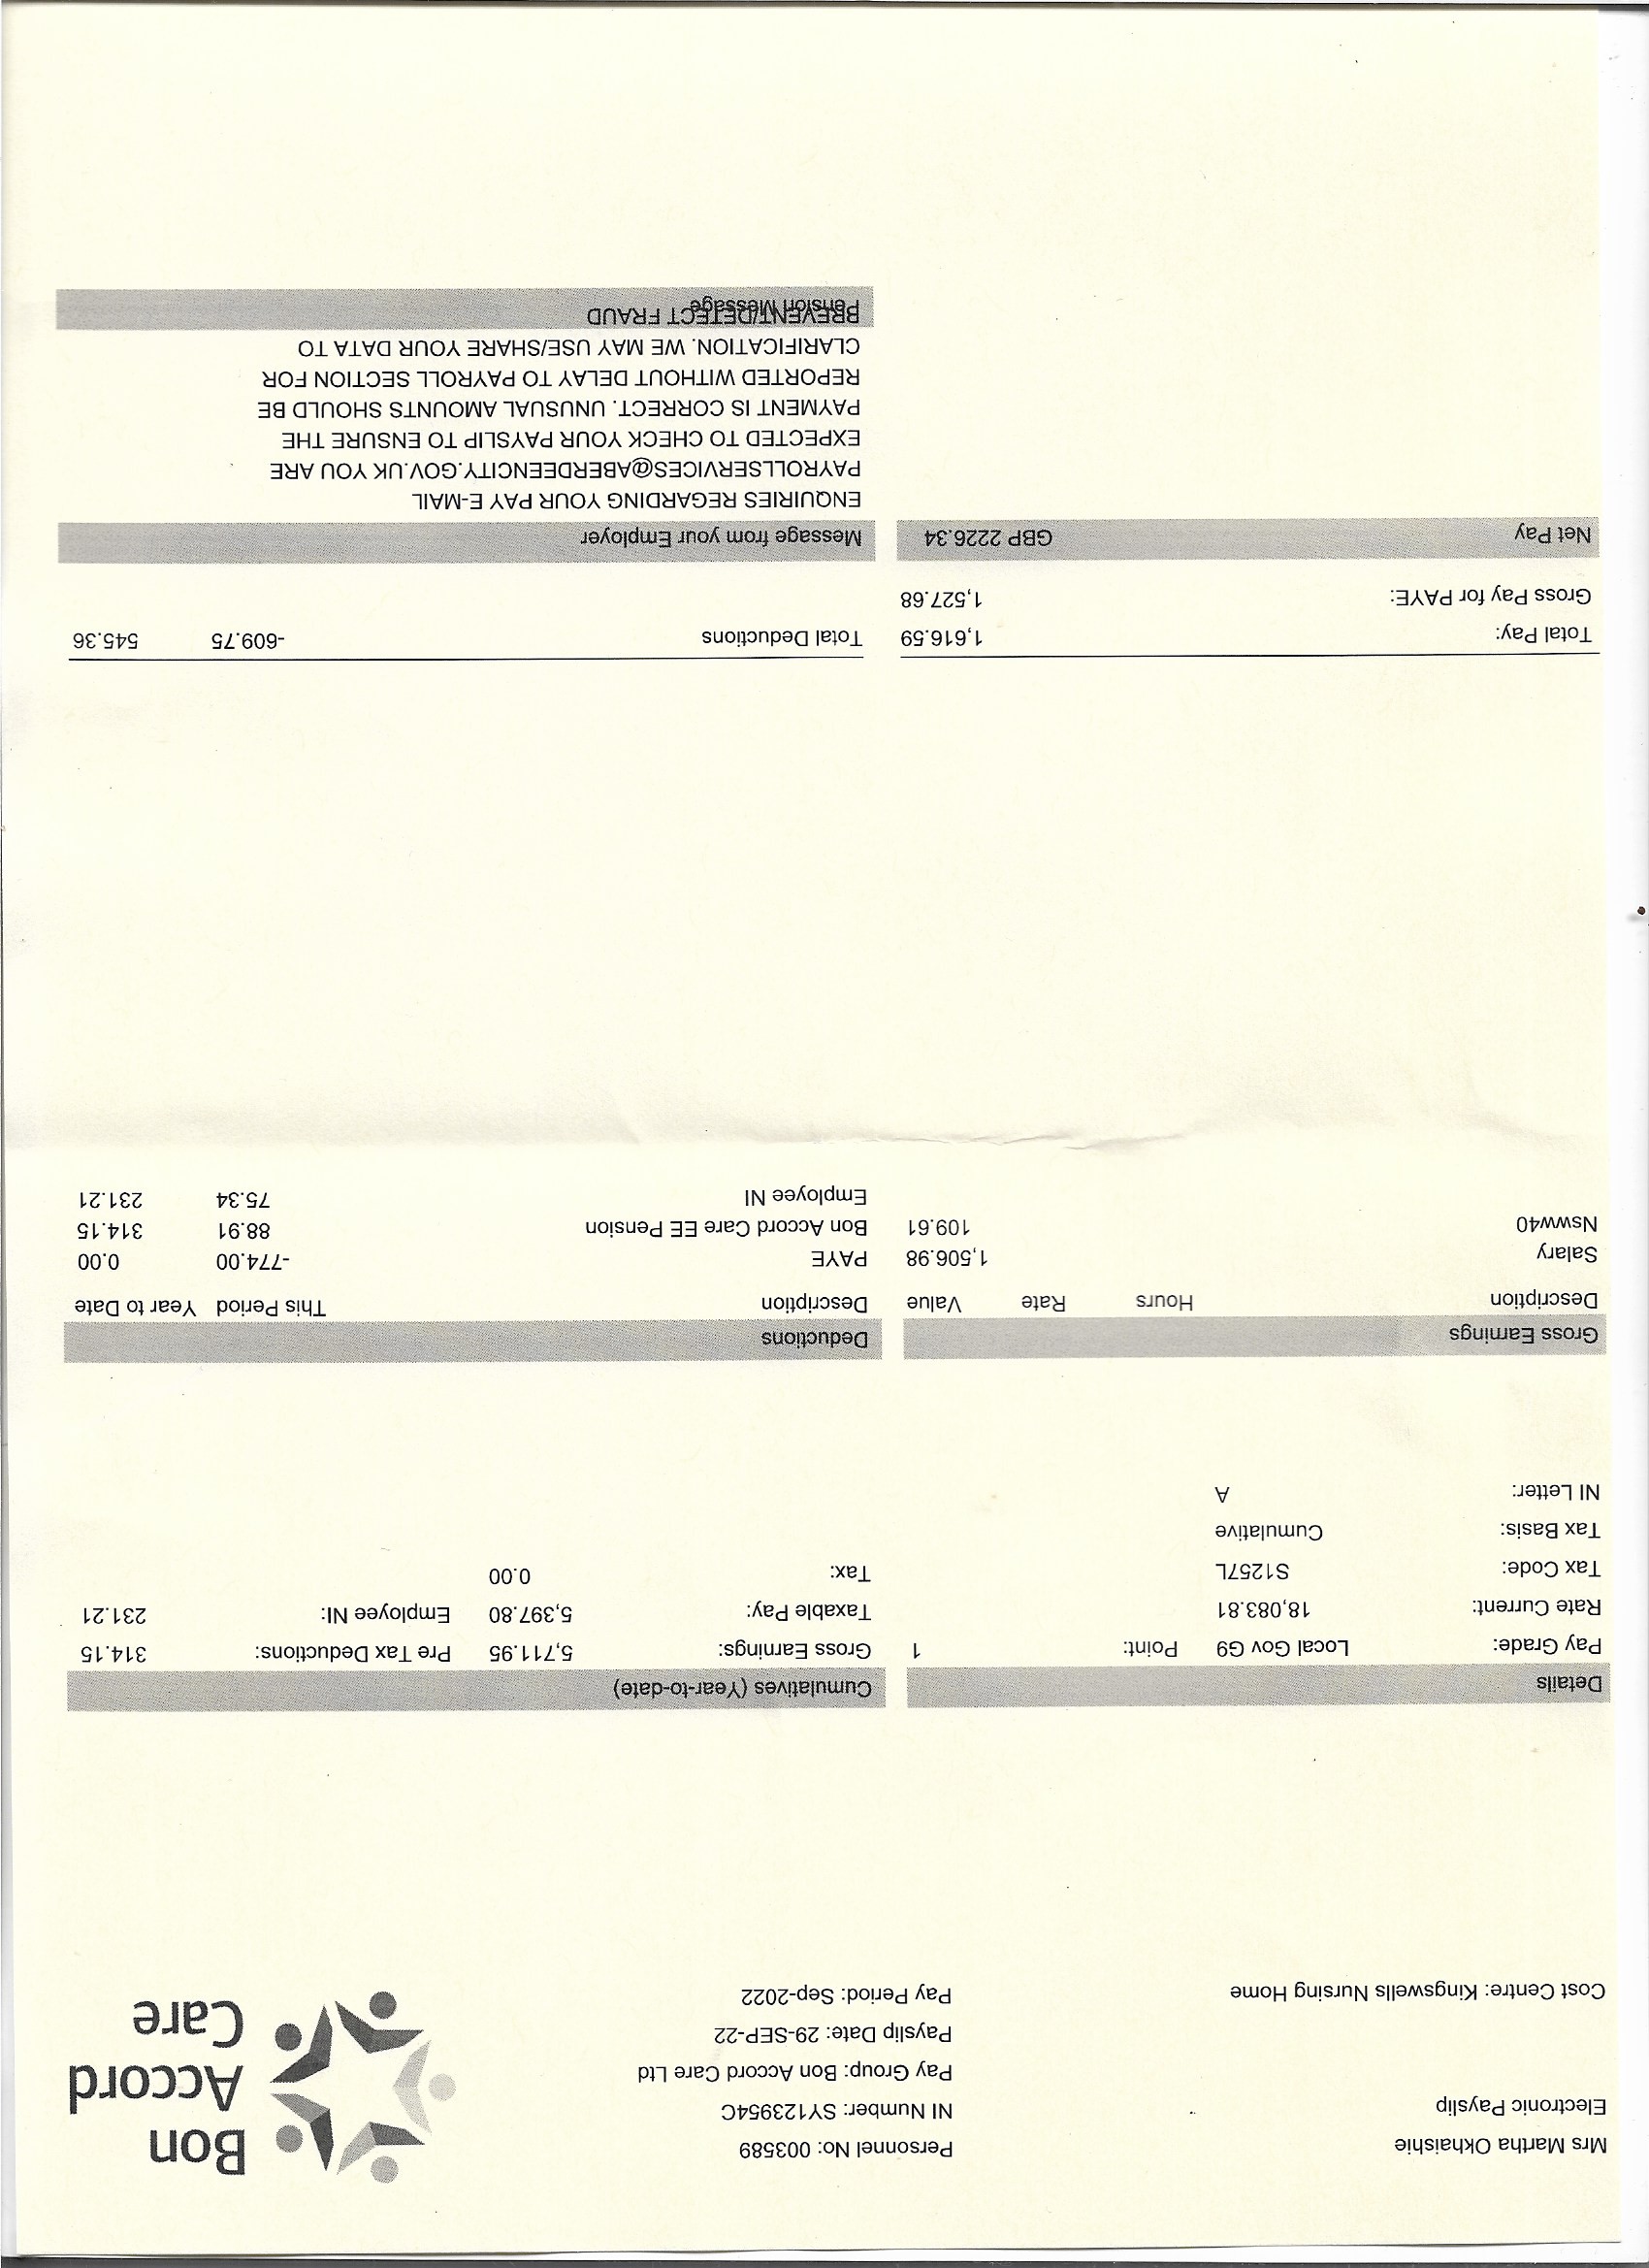 Mrs Martha Okhaishie
Electronic Payslip
Cost Centre: Kingswells Nursing Home
Personnel No: 003589
NI Number: SY123954C
Pay Group: Bon Accord Care Ltd
Payslip Date: 29-SEP-22
Pay Period: Sep-2022
Bon
Accord
Care
Details
Pay Grade: Local Gov G9 Point: 1
Rate Current: 18,083.81
Tax Code: S1257L
Tax Basis: Cumulative
NI Letter: A
Cumulatives (Year-to-date)
Gross Earnings: 5,711.95 Pre Tax Deductions: 314.15
Taxable Pay: 5,397.80 Employee NI: 231.21
Tax: 0.00
Gross Earnings
Description Hours Rate Value
Salary 1,506.98
Nsww40 109.61
Deductions
Description This Period Year to Date
PAYE -774.00 0.00
Bon Accord Care EE Pension 88.91 314.15
Employee NI 75.34 231.21
Total Pay: 1,616.59
Gross Pay for PAYE: 1,527.68
Total Deductions -609.75 545.36
Net Pay GBP 2226.34
Message from your Employer
ENQUIRIES REGARDING YOUR PAY E-MAIL
PAYROLLSERVICES@ABERDEENCITY.GOV.UK YOU ARE
EXPECTED TO CHECK YOUR PAYSLIP TO ENSURE THE
PAYMENT IS CORRECT. UNUSUAL AMOUNTS SHOULD BE
REPORTED WITHOUT DELAY TO PAYROLL SECTION FOR
CLARIFICATION. WE MAY USE/SHARE YOUR DATA TO
PREVENT/DETECT FRAUD
Pension Message